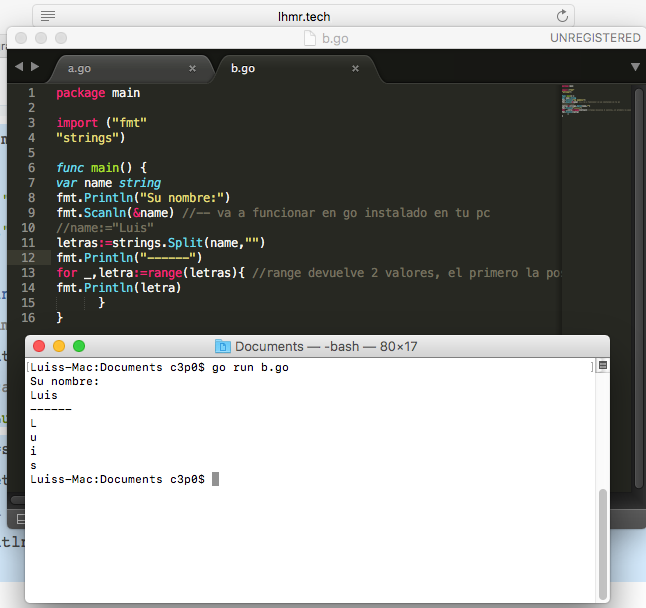 lhmr.tech
b.go
UNREGISTERED
a.go × b.go ×
1 package main
2
3 import ("fmt"
4 "strings")
5
6 func main() {
7 var name string
8 fmt.Println("Su nombre:")
9 fmt.Scanln(&name) //-- va a funcionar en go instalado en tu pc
10 //name:="Luis"
11 letras:=strings.Split(name,"")
12 fmt.Println("------")
13 for _,letra:=range(letras){ //range devuelve 2 valores, el primero la po
14 fmt.Println(letra)
15 }
16 }
Documents — -bash — 80×17
[Luiss-Mac:Documents c3p0$ go run b.go ]
Su nombre:
Luis
------
L
u
i
s
Luiss-Mac:Documents c3p0$